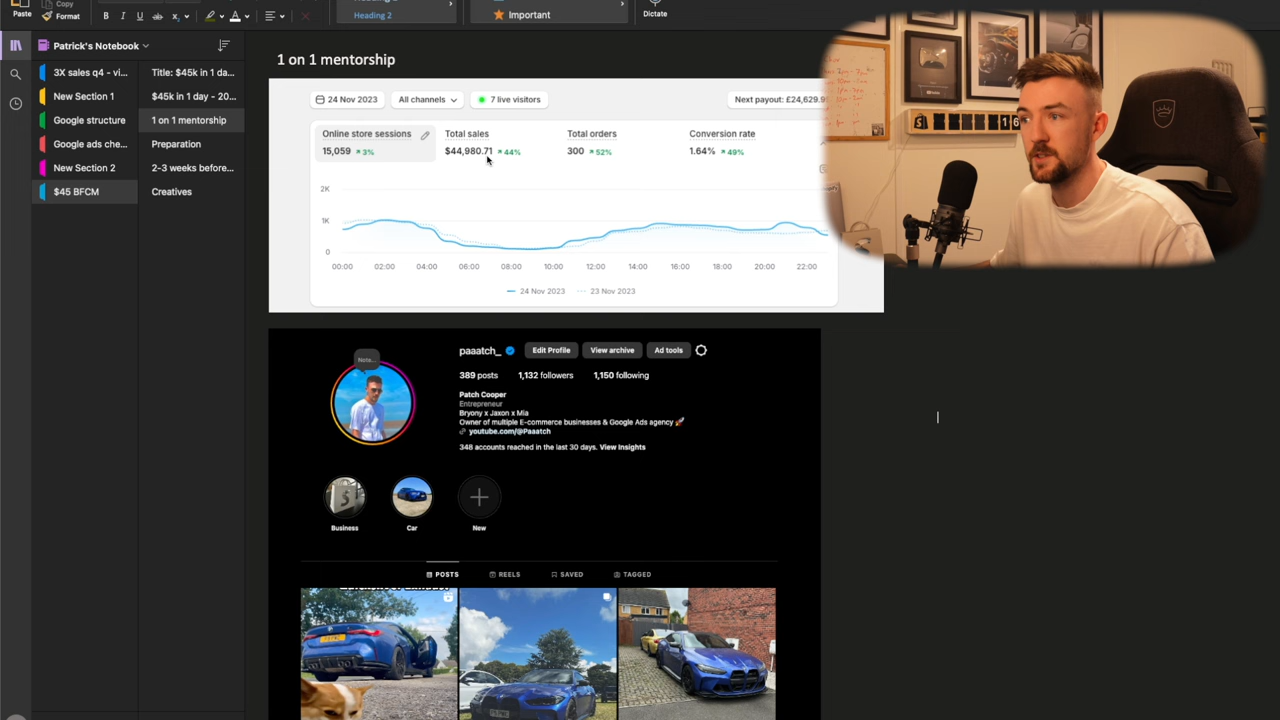 Paste
Format
B I U ab x
A
Heading 2
Important
Dictate
Patrick's Notebook
3X sales q4 - vi...
New Section 1
Google structure
Google ads che...
New Section 2
$45 BFCM
Title: $45k in 1 da...
$45k in 1 day - 20...
1 on 1 mentorship
Preparation
2-3 weeks before...
Creatives
1 on 1 mentorship
24 Nov 2023
All channels
7 live visitors
Next payout: £24,629.9
Online store sessions
15,059 3%
Total sales
$44,980.71 44%
Total orders
300 52%
Conversion rate
1.64% 49%
2K
1K
0
00:00 02:00 04:00 06:00 08:00 10:00 12:00 14:00 16:00 18:00 20:00 22:00
24 Nov 2023 23 Nov 2023
Note...
paaatch_ Edit Profile View archive Ad tools
389 posts 1,132 followers 1,150 following
Patch Cooper
Entrepreneur
Bryony x Jaxon x Mia
Owner of multiple E-commerce businesses & Google Ads agency 🚀
youtube.com/@Paaatch
348 accounts reached in the last 30 days. View Insights
Business
Car
New
POSTS REELS SAVED TAGGED